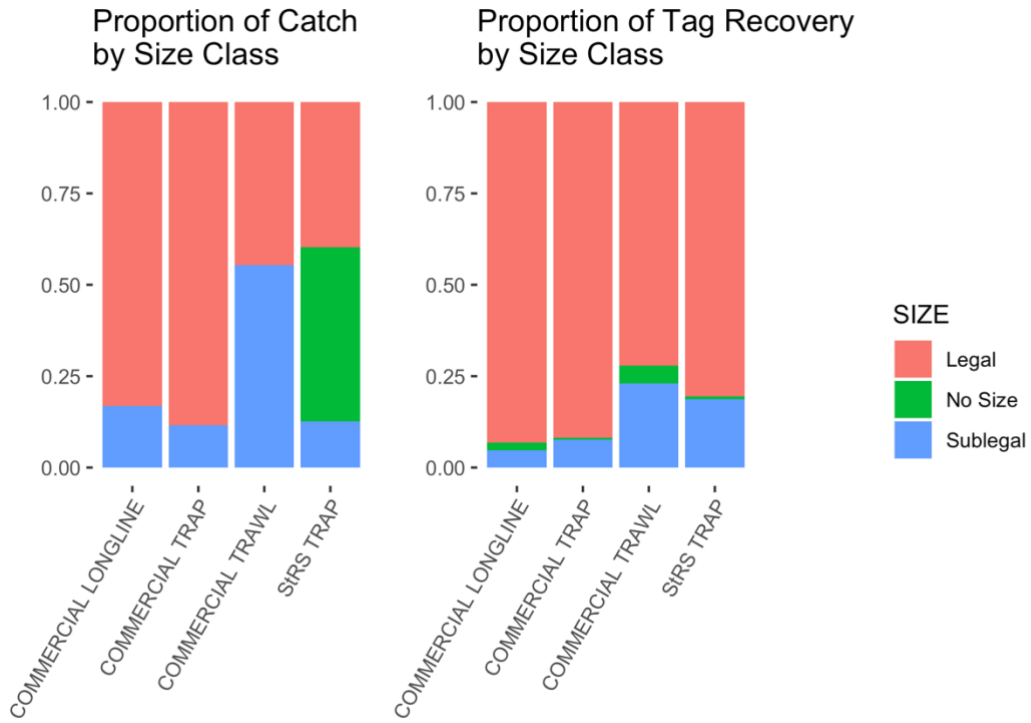 Proportion of Catch
by Size Class
1.00
0.75
0.50
0.25
0.00
COMMERCIAL LONGLINE
COMMERCIAL TRAP
COMMERCIAL TRAWL
StRS TRAP
Proportion of Tag Recovery
by Size Class
1.00
0.75
0.50
0.25
0.00
COMMERCIAL LONGLINE
COMMERCIAL TRAP
COMMERCIAL TRAWL
StRS TRAP
SIZE
Legal
No Size
Sublegal